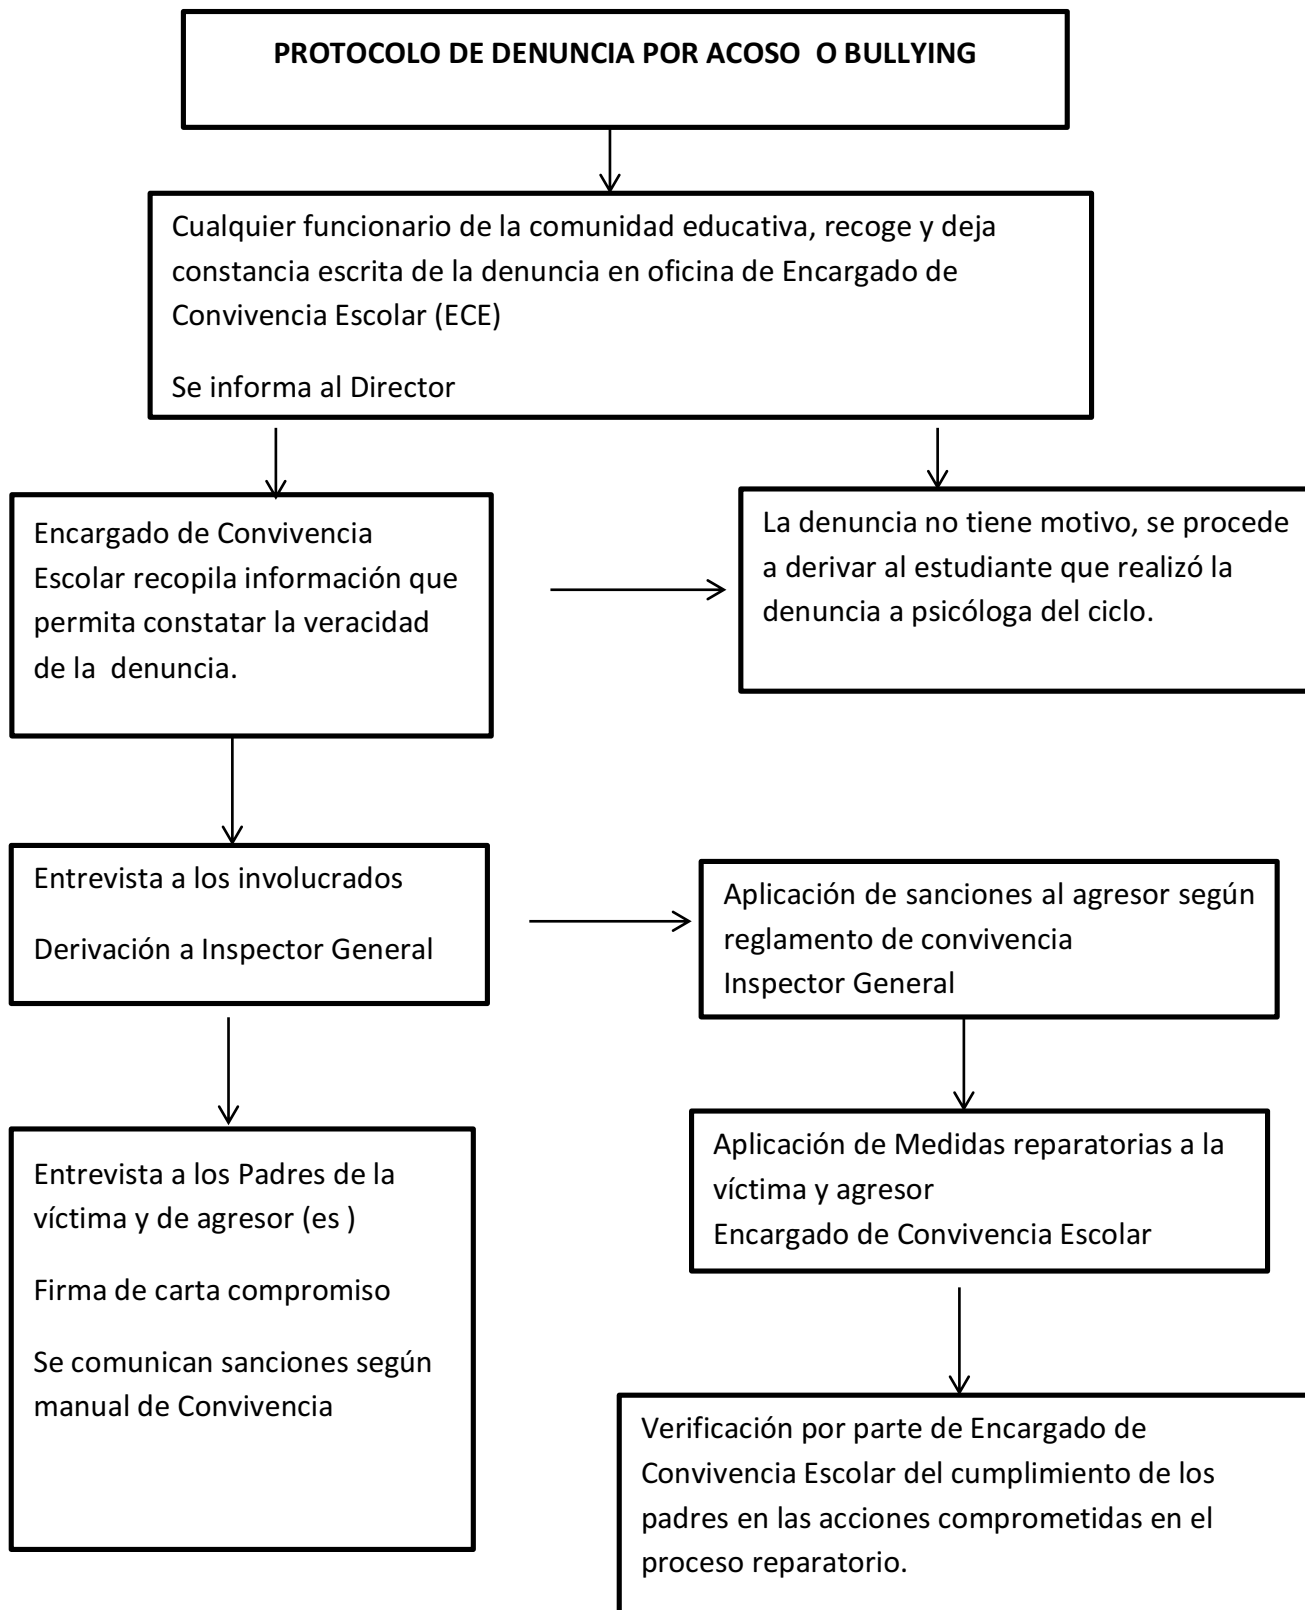 PROTOCOLO DE DENUNCIA POR ACOSO  O BULLYING
Cualquier funcionario de la comunidad educativa, recoge y deja
constancia escrita de la denuncia en oficina de Encargado de
Convivencia Escolar (ECE)
Se informa al Director
Encargado de Convivencia
Escolar recopila información que
permita constatar la veracidad
de la  denuncia.
La denuncia no tiene motivo, se procede
a derivar al estudiante que realizó la
denuncia a psicóloga del ciclo.
Entrevista a los involucrados
Derivación a Inspector General
Aplicación de sanciones al agresor según
reglamento de convivencia
Inspector General
Entrevista a los Padres de la
víctima y de agresor (es )
Firma de carta compromiso
Se comunican sanciones según
manual de Convivencia
Aplicación de Medidas reparatorias a la
víctima y agresor
Encargado de Convivencia Escolar
Verificación por parte de Encargado de
Convivencia Escolar del cumplimiento de los
padres en las acciones comprometidas en el
proceso reparatorio.